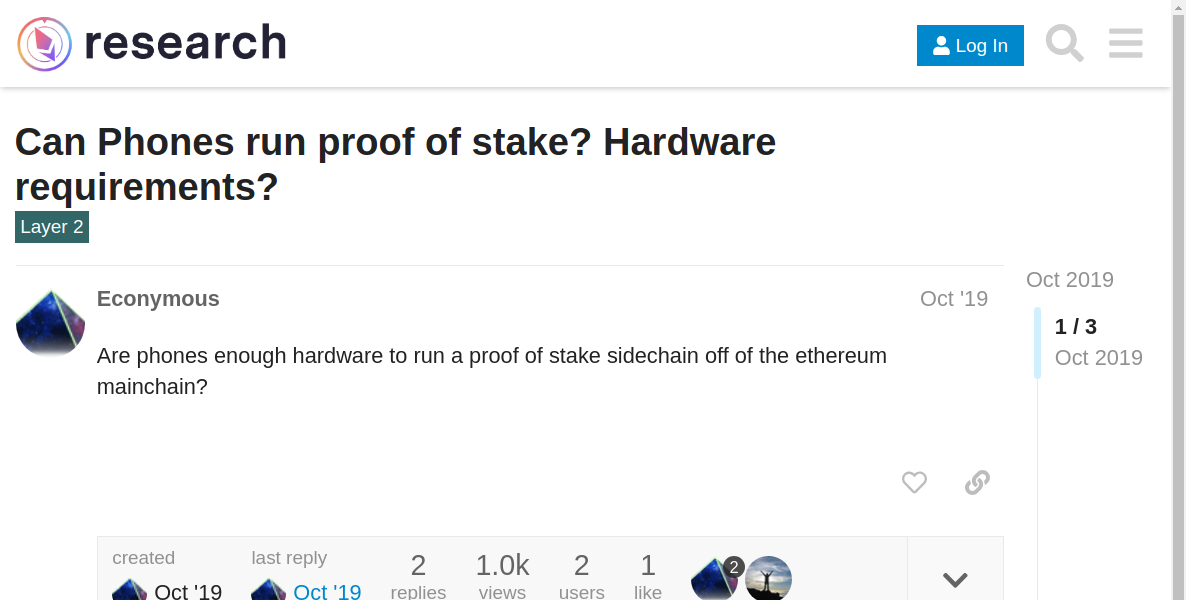 research
Log In
Can Phones run proof of stake? Hardware
requirements?
Layer 2
Oct 2019
Econymous
Oct '19
1 / 3
Oct 2019
Are phones enough hardware to run a proof of stake sidechain off of the ethereum
mainchain?
created
last reply
2
1.0k
2
1
2
Oct '19
Oct '19
replies
views
users
like